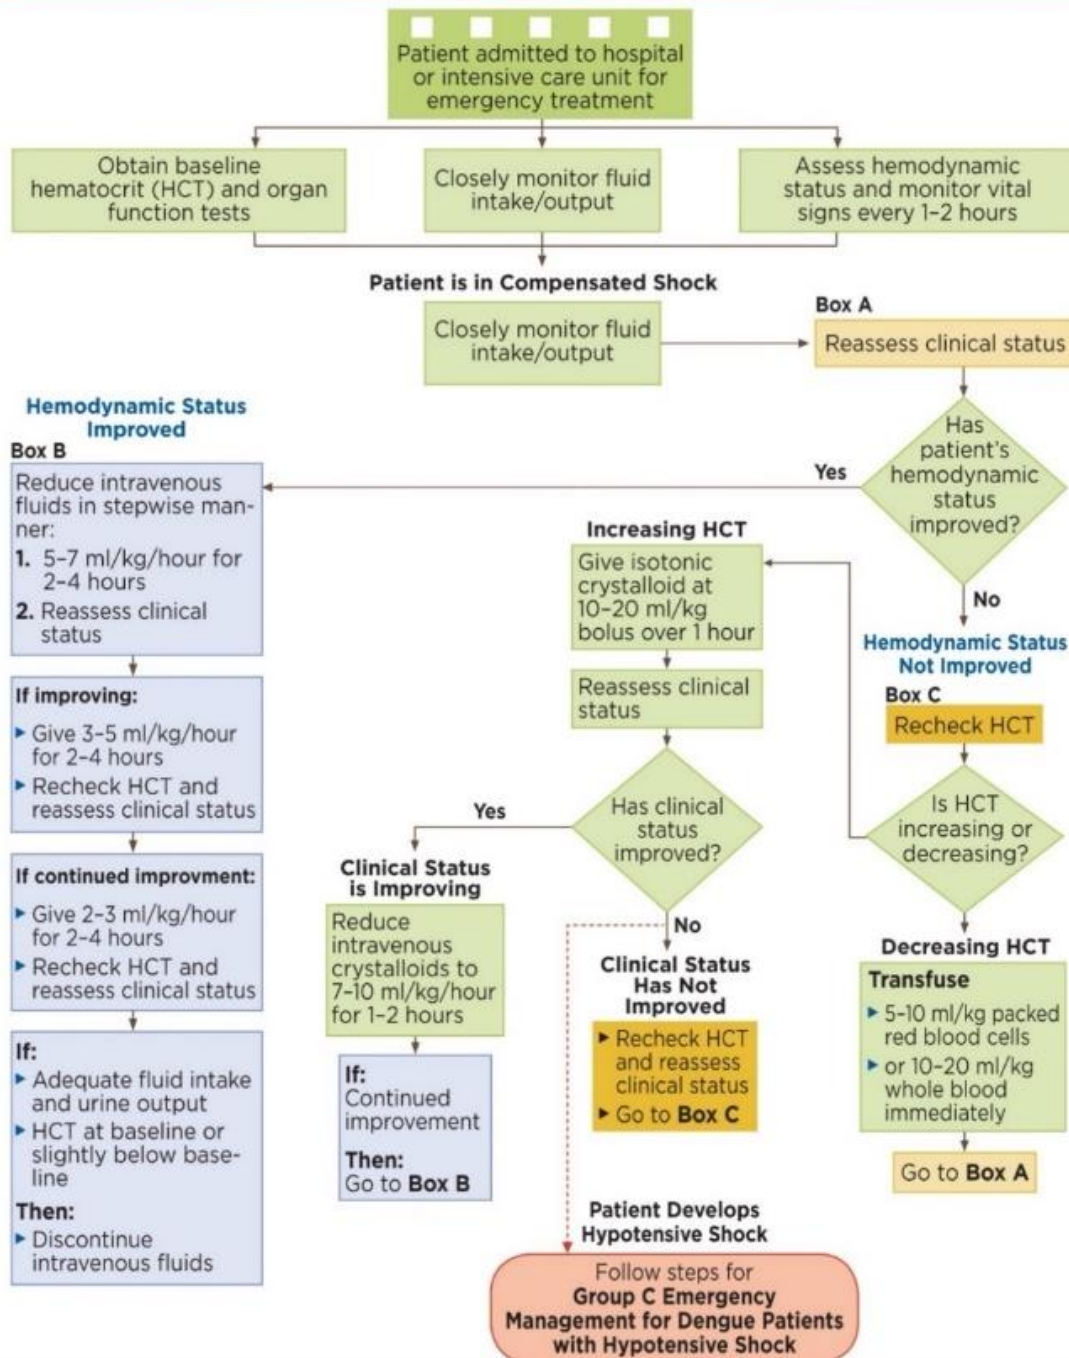 Patient admitted to hospital
or intensive care unit for
emergency treatment
Obtain baseline
hematocrit (HCT) and organ
function tests
Closely monitor fluid
intake/output
Assess hemodynamic
status and monitor vital
signs every 1–2 hours
Patient is in Compensated Shock
Closely monitor fluid
intake/output
Box A
Reassess clinical status
Has
patient's
hemodynamic
status
improved?
Yes
No
Hemodynamic Status
Improved
Box B
Reduce intravenous
fluids in stepwise man-
ner:
1. 5–7 ml/kg/hour for
2–4 hours
2. Reassess clinical
status
If improving:
▸ Give 3–5 ml/kg/hour
for 2–4 hours
▸ Recheck HCT and
reassess clinical status
If continued improvment:
▸ Give 2–3 ml/kg/hour
for 2–4 hours
▸ Recheck HCT and
reassess clinical status
If:
▸ Adequate fluid intake
and urine output
▸ HCT at baseline or
slightly below base-
line
Then:
▸ Discontinue
intravenous fluids
Hemodynamic Status
Not Improved
Box C
Recheck HCT
Is HCT
increasing or
decreasing?
Increasing HCT
Give isotonic
crystalloid at
10–20 ml/kg
bolus over 1 hour
Reassess clinical
status
Has clinical
status
improved?
Yes
Clinical Status
is Improving
Reduce
intravenous
crystalloids to
7–10 ml/kg/hour
for 1–2 hours
If:
Continued
improvement
Then:
Go to Box B
No
Clinical Status
Has Not
Improved
▸ Recheck HCT
and reassess
clinical status
▸ Go to Box C
Decreasing HCT
Transfuse
▸ 5-10 ml/kg packed
red blood cells
▸ or 10–20 ml/kg
whole blood
immediately
Go to Box A
Patient Develops
Hypotensive Shock
Follow steps for
Group C Emergency
Management for Dengue Patients
with Hypotensive Shock